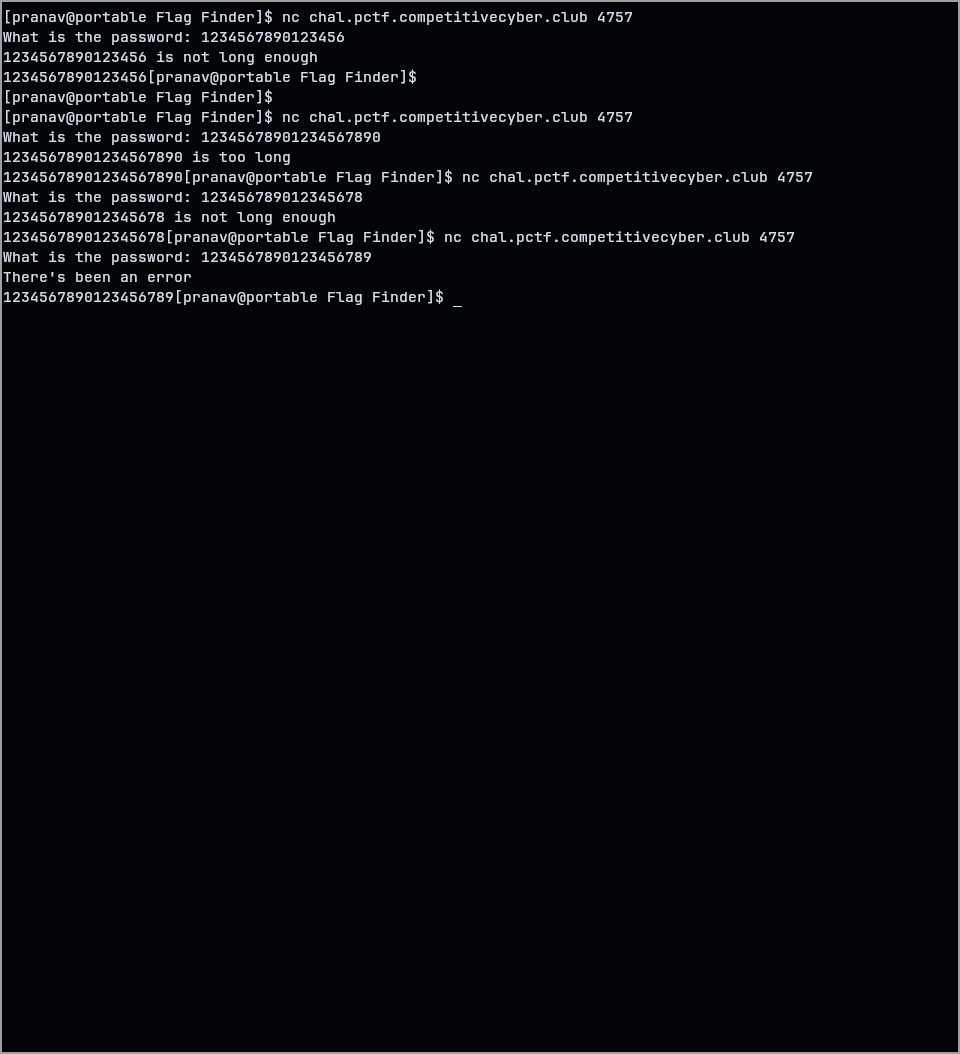 [pranav@portable Flag Finder]$ nc chal.pctf.competitivecyber.club 4757
What is the password: 1234567890123456
1234567890123456 is not long enough
1234567890123456[pranav@portable Flag Finder]$
[pranav@portable Flag Finder]$
[pranav@portable Flag Finder]$ nc chal.pctf.competitivecyber.club 4757
What is the password: 12345678901234567890
12345678901234567890 is too long
12345678901234567890[pranav@portable Flag Finder]$ nc chal.pctf.competitivecyber.club 4757
What is the password: 123456789012345678
123456789012345678 is not long enough
123456789012345678[pranav@portable Flag Finder]$ nc chal.pctf.competitivecyber.club 4757
What is the password: 1234567890123456789
There's been an error
1234567890123456789[pranav@portable Flag Finder]$ _